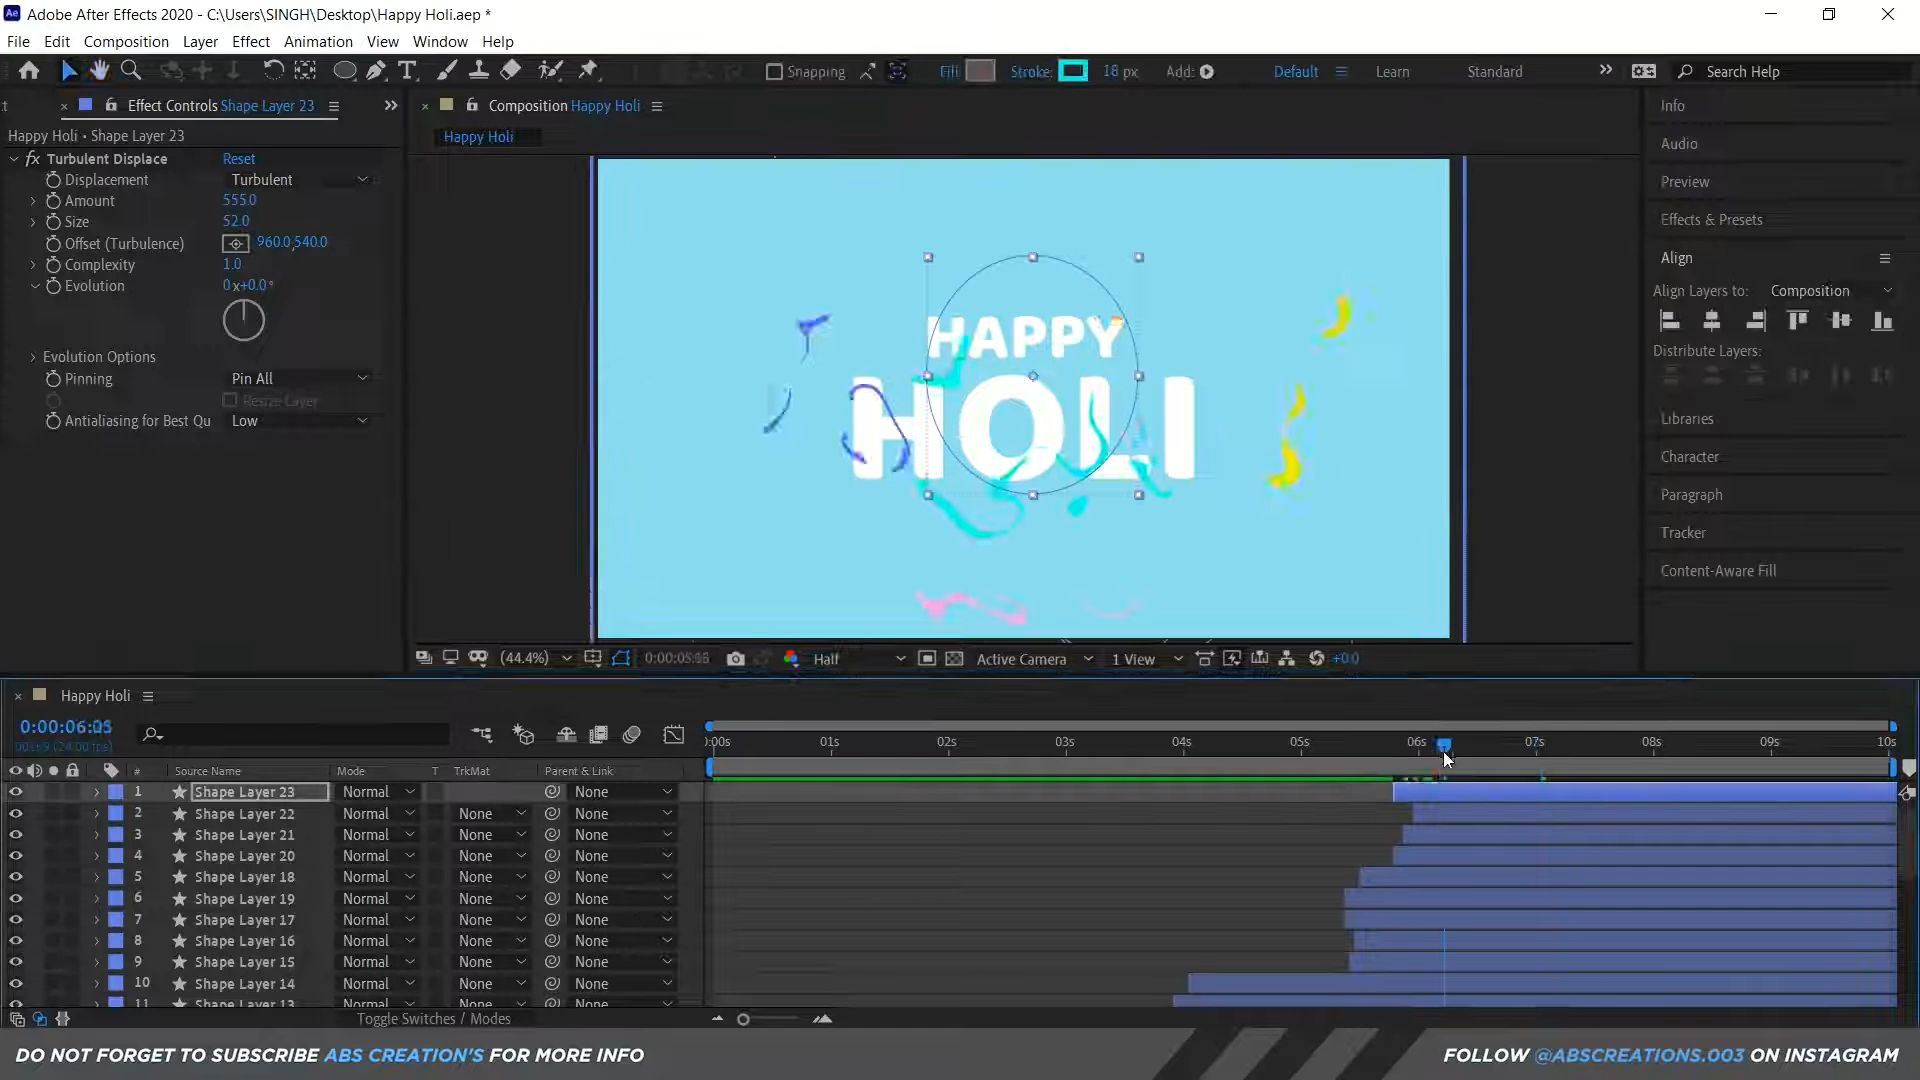 Adobe After Effects 2020 - C:\Users\SINGH\Desktop\Happy Holi.aep *
File Edit Composition Layer Effect Animation View Window Help
Snapping Fill Stroke: 18 px Add: Default Learn Standard Search Help
Effect Controls Shape Layer 23
Composition Happy Holi
Happy Holi • Shape Layer 23
Happy Holi
Turbulent Displace Reset
Displacement Turbulent
Amount 555.0
Size 52.0
Offset (Turbulence) 960.0,540.0
Complexity 1.0
Evolution 0x+0.0°
Evolution Options
Pinning Pin All
Resize Layer
Antialiasing for Best Qu Low
HAPPY
HOLI
(44.4%) Half Active Camera 1 View +0.0
Info
Audio
Preview
Effects & Presets
Align
Align Layers to: Composition
Distribute Layers:
Libraries
Character
Paragraph
Tracker
Content-Aware Fill
Happy Holi
0:00:06:05
:00s 01s 02s 03s 04s 05s 06s 07s 08s 09s 10s
# Source Name Mode T TrkMat Parent & Link
1 Shape Layer 23 Normal None
2 Shape Layer 22 Normal None None
3 Shape Layer 21 Normal None None
4 Shape Layer 20 Normal None None
5 Shape Layer 18 Normal None None
6 Shape Layer 19 Normal None None
7 Shape Layer 17 Normal None None
8 Shape Layer 16 Normal None None
9 Shape Layer 15 Normal None None
10 Shape Layer 14 Normal None None
11 Shape Layer 13 Normal None None
Toggle Switches / Modes
DO NOT FORGET TO SUBSCRIBE ABS CREATION'S FOR MORE INFO
FOLLOW @ABSCREATIONS.003 ON INSTAGRAM